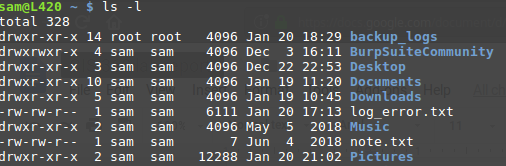 sam@L420 ~ $ ls -l
total 328
drwxr-xr-x 14 root root  4096 Jan 20 18:29 backup_logs
drwxrwxr-x  4 sam  sam   4096 Dec  3 16:11 BurpSuiteCommunity
drwxr-xr-x  3 sam  sam   4096 Dec 22 22:53 Desktop
drwxr-xr-x 10 sam  sam   4096 Jan 19 11:20 Documents
drwxr-xr-x  5 sam  sam   4096 Jan 19 10:45 Downloads
-rw-rw-r--  1 sam  sam   6111 Jan 20 17:13 log_error.txt
drwxr-xr-x  2 sam  sam   4096 May  5  2018 Music
-rw-rw-r--  1 sam  sam      7 Jun  4  2018 note.txt
drwxr-xr-x  2 sam  sam  12288 Jan 20 21:02 Pictures